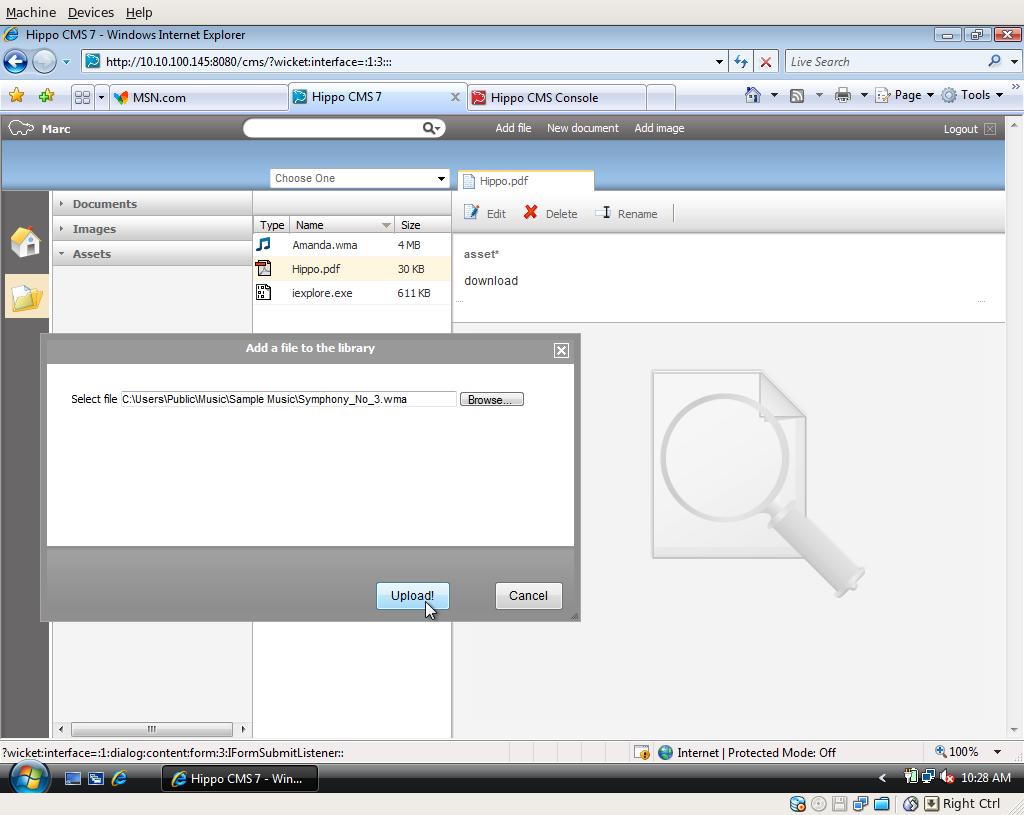 Machine Devices Help
Hippo CMS 7 - Windows Internet Explorer
http://10.10.100.145:8080/cms/?wicket:interface=:1:3:::
Live Search
MSN.com
Hippo CMS 7
Hippo CMS Console
Page
Tools
Marc
Add file New document Add image
Logout
Choose One
Hippo.pdf
Documents
Images
Assets
Edit Delete Rename
Type Name Size
Amanda.wma 4 MB
Hippo.pdf 30 KB
iexplore.exe 611 KB
asset*
download
Add a file to the library
Select file C:\Users\Public\Music\Sample Music\Symphony_No_3.wma Browse...
Upload! Cancel
?wicket:interface=:1:dialog:content:form:3:IFormSubmitListener::
Internet | Protected Mode: Off
100%
Hippo CMS 7 - Win...
10:28 AM
Right Ctrl